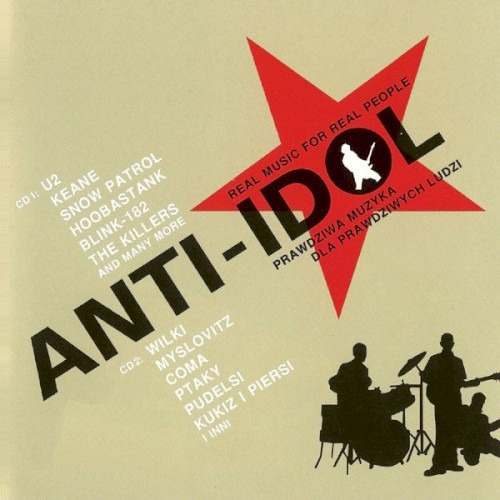 REAL MUSIC FOR REAL PEOPLE
CD1: U2
KEANE
SNOW PATROL
HOOBASTANK
BLINK-182
THE KILLERS
AND MANY MORE
ANTI-IDOL
PRAWDZIWA MUZYKA
DLA PRAWDZIWYCH LUDZI
CD2: WILKI
MYSLOVITZ
COMA
PTAKY
PUDELSI
KUKIZ I PIERSI
I INNI